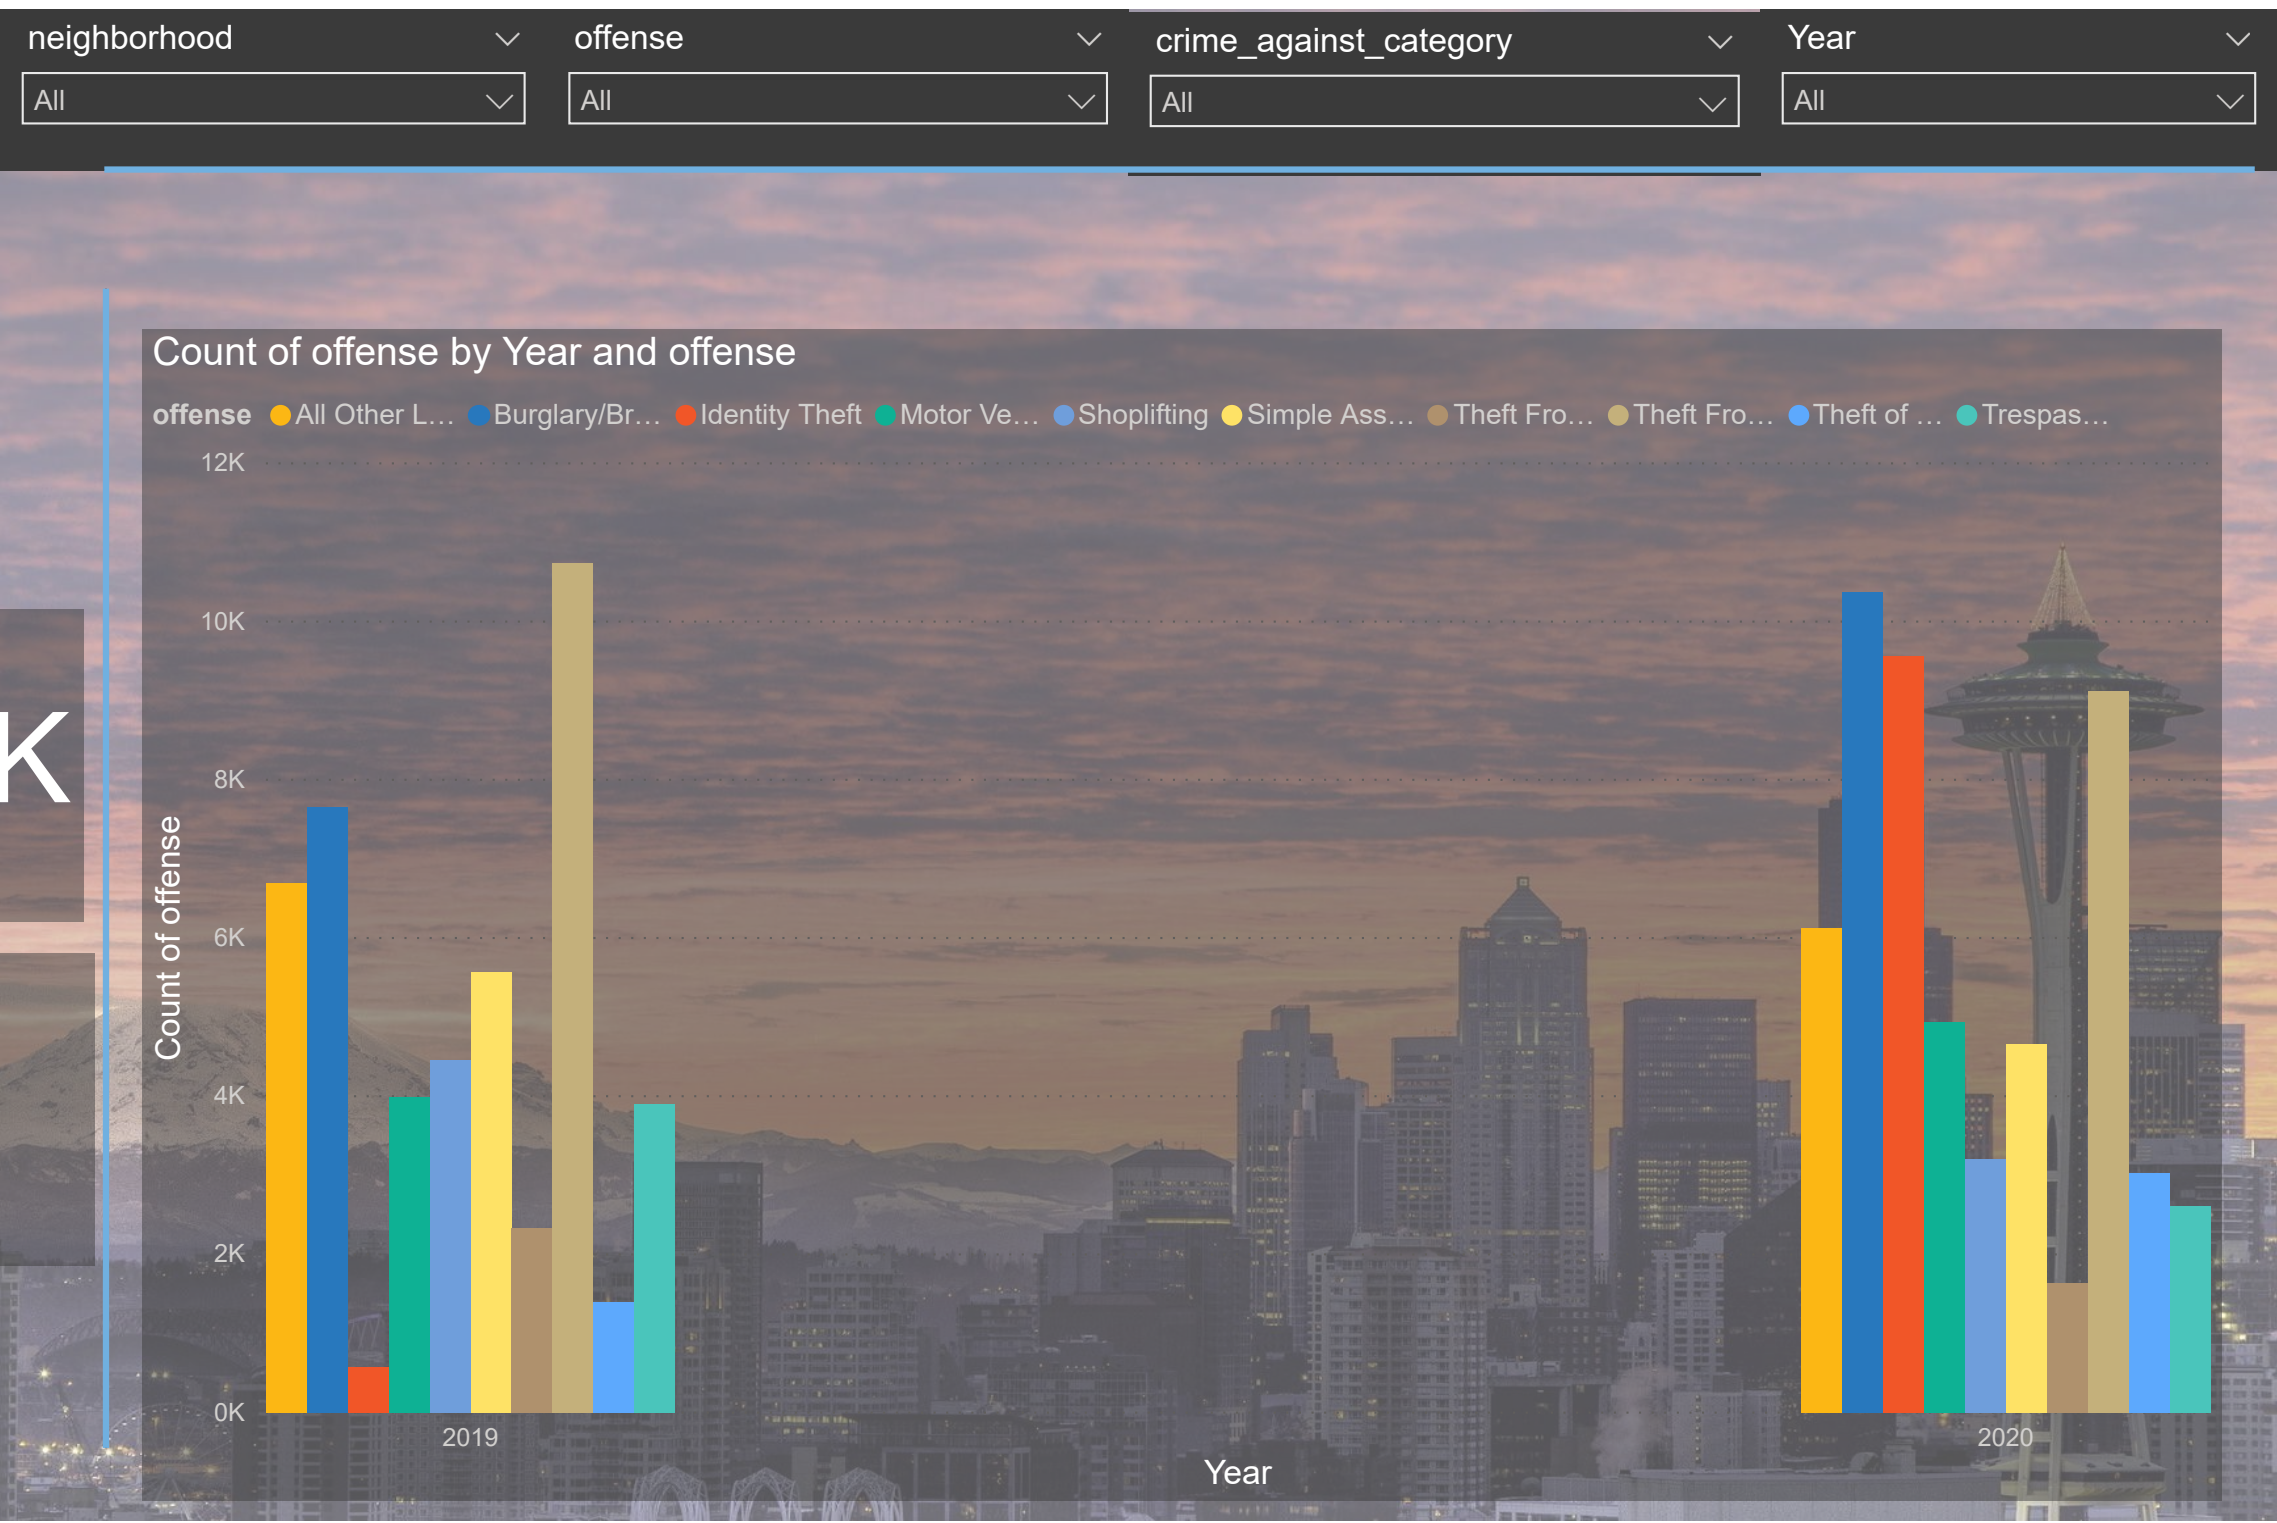 neighborhood offense crime_against_category Year
All All All All
Count of offense by Year and offense
offense All Other L… Burglary/Br… Identity Theft Motor Ve… Shoplifting Simple Ass… Theft Fro… Theft Fro… Theft of … Trespas…
12K
10K
8K
6K
4K
2K
0K
Count of offense
K
2019 2020
Year